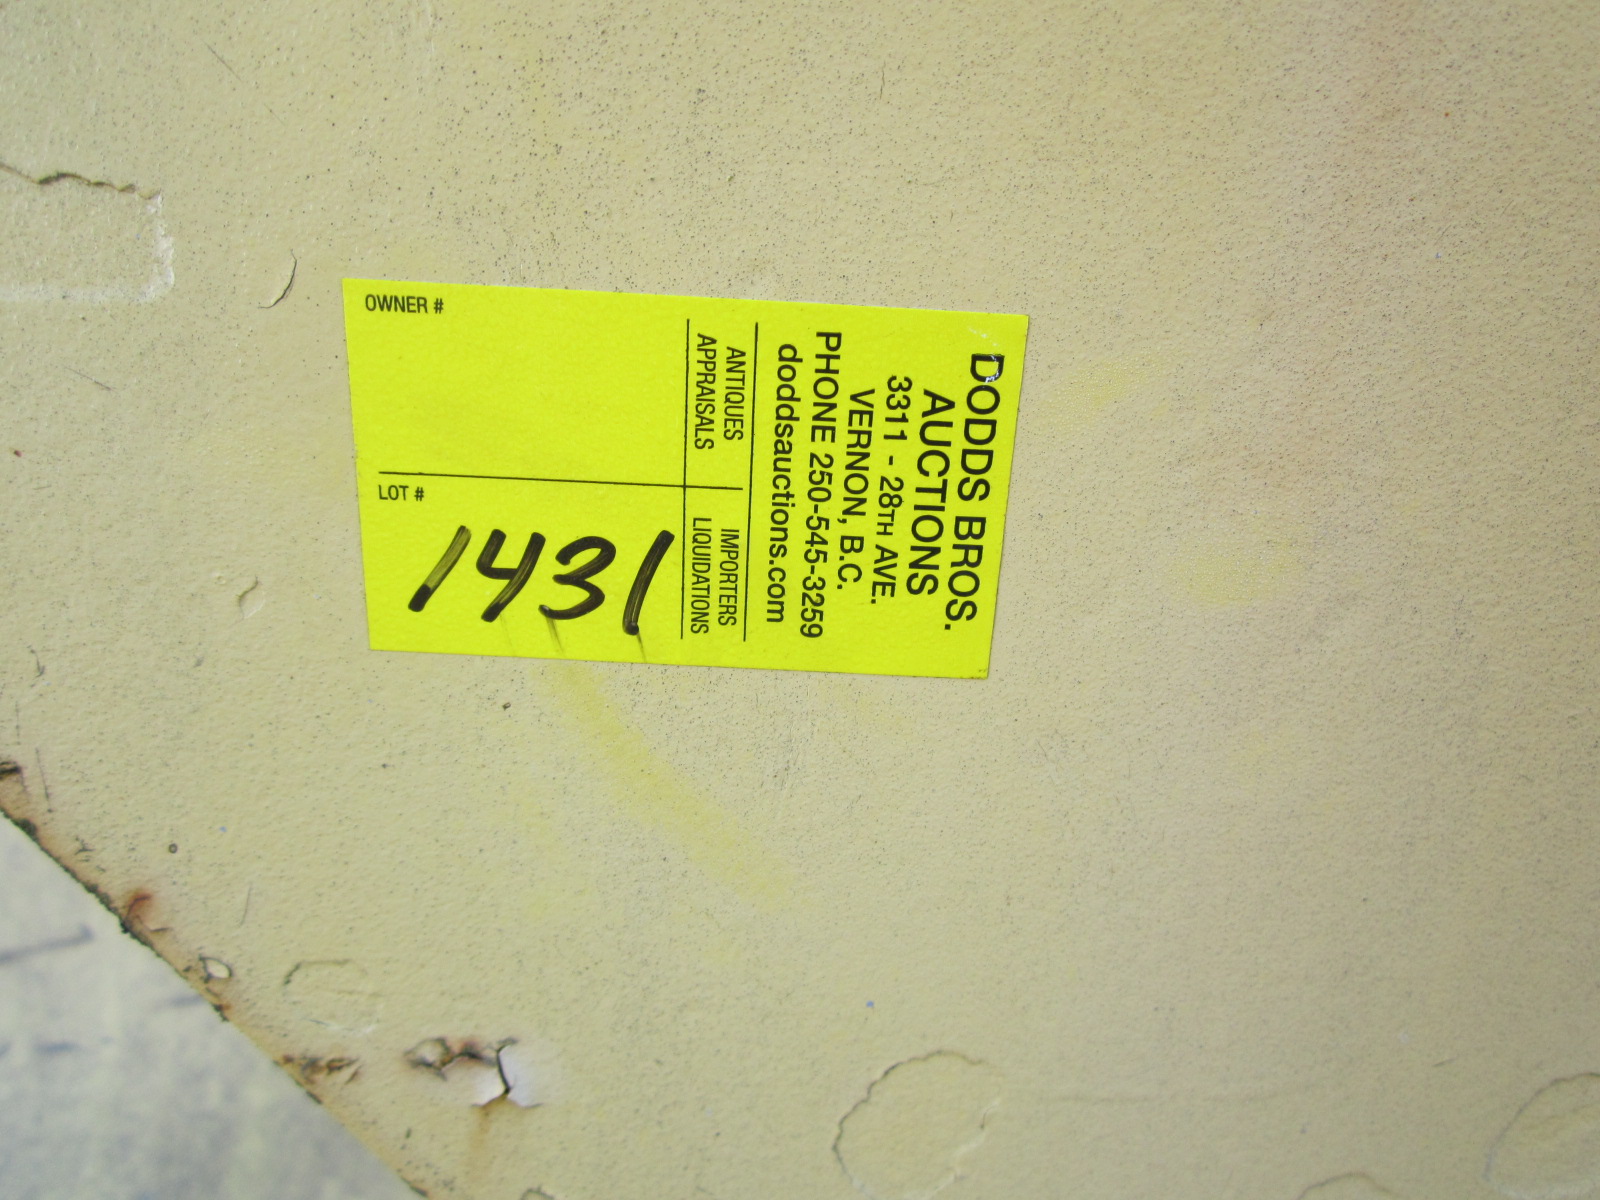 DODDS BROS.
AUCTIONS
3311 - 28TH AVE.
VERNON, B.C.
PHONE 250-545-3259
doddsauctions.com
ANTIQUES
APPRAISALS
IMPORTERS
LIQUIDATIONS
OWNER #
LOT #
1431